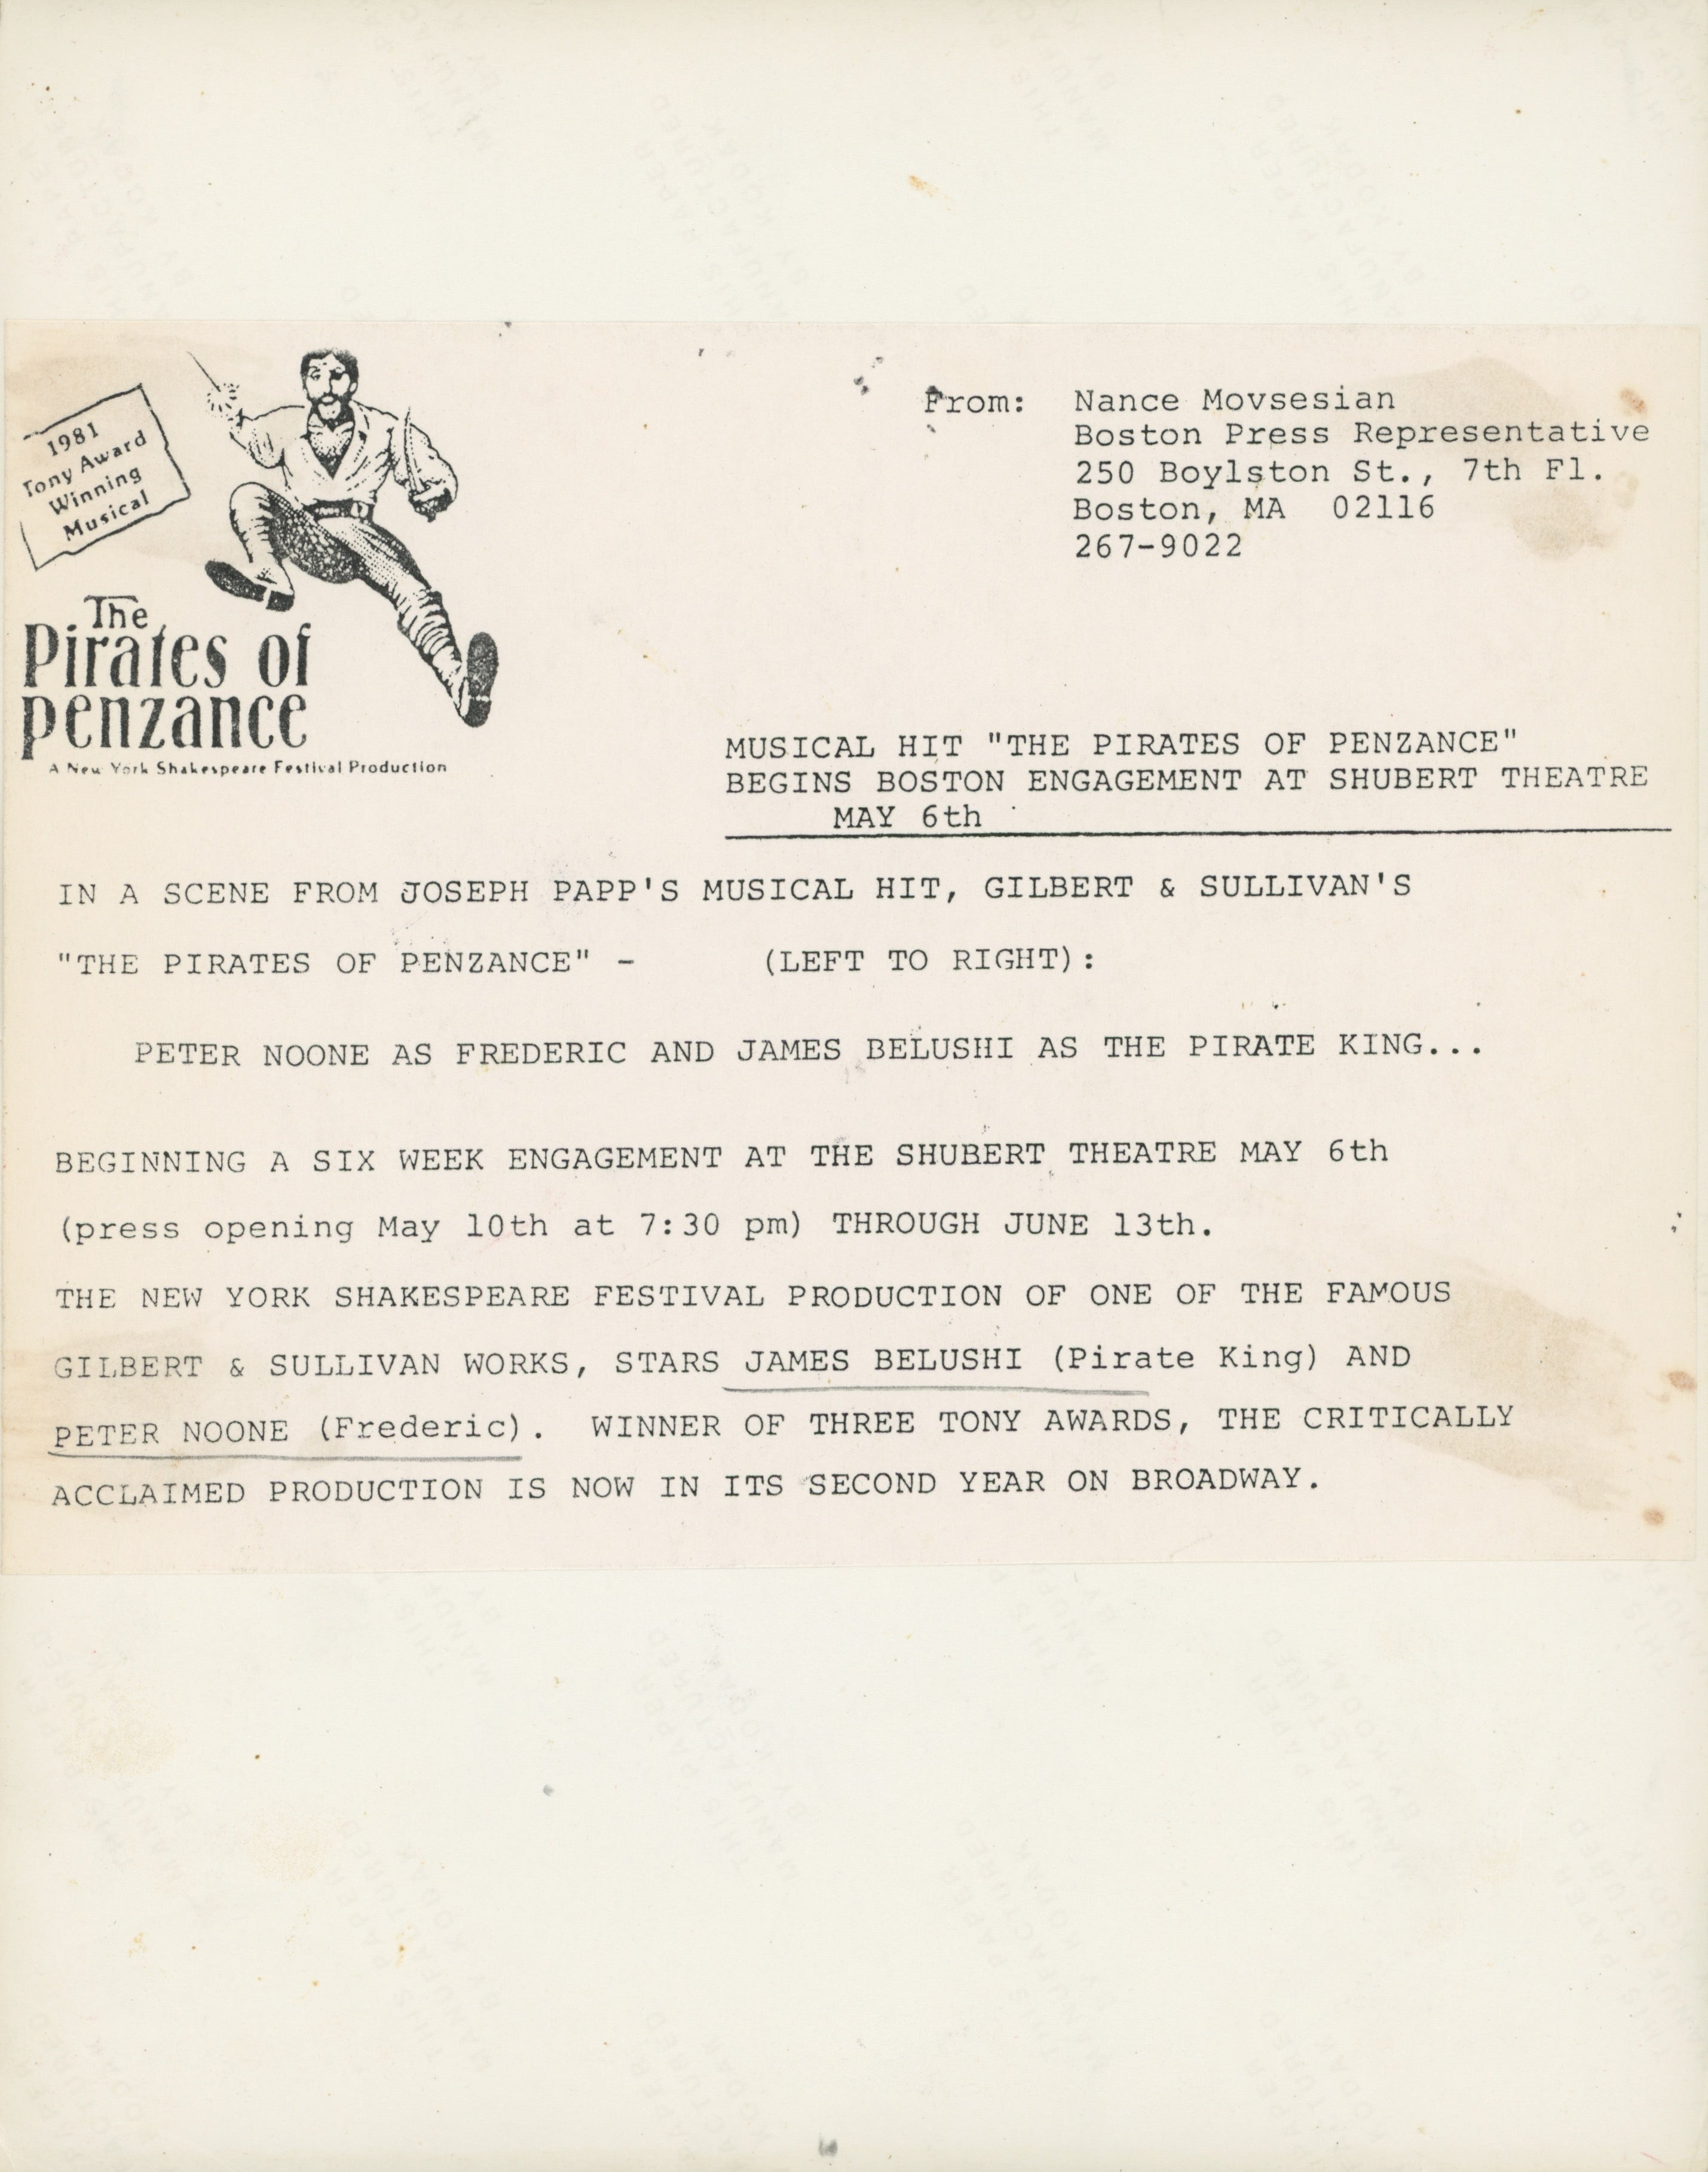 1981
Tony Award
Winning
Musical
The
Pirates of
Penzance
A New York Shakespeare Festival Production
From: Nance Movsesian
Boston Press Representative
250 Boylston St., 7th Fl.
Boston, MA 02116
267-9022
MUSICAL HIT "THE PIRATES OF PENZANCE"
BEGINS BOSTON ENGAGEMENT AT SHUBERT THEATRE
MAY 6th
IN A SCENE FROM JOSEPH PAPP'S MUSICAL HIT, GILBERT & SULLIVAN'S
"THE PIRATES OF PENZANCE" - (LEFT TO RIGHT):
PETER NOONE AS FREDERIC AND JAMES BELUSHI AS THE PIRATE KING...
BEGINNING A SIX WEEK ENGAGEMENT AT THE SHUBERT THEATRE MAY 6th
(press opening May 10th at 7:30 pm) THROUGH JUNE 13th.
THE NEW YORK SHAKESPEARE FESTIVAL PRODUCTION OF ONE OF THE FAMOUS
GILBERT & SULLIVAN WORKS, STARS JAMES BELUSHI (Pirate King) AND
PETER NOONE (Frederic). WINNER OF THREE TONY AWARDS, THE CRITICALLY
ACCLAIMED PRODUCTION IS NOW IN ITS SECOND YEAR ON BROADWAY.